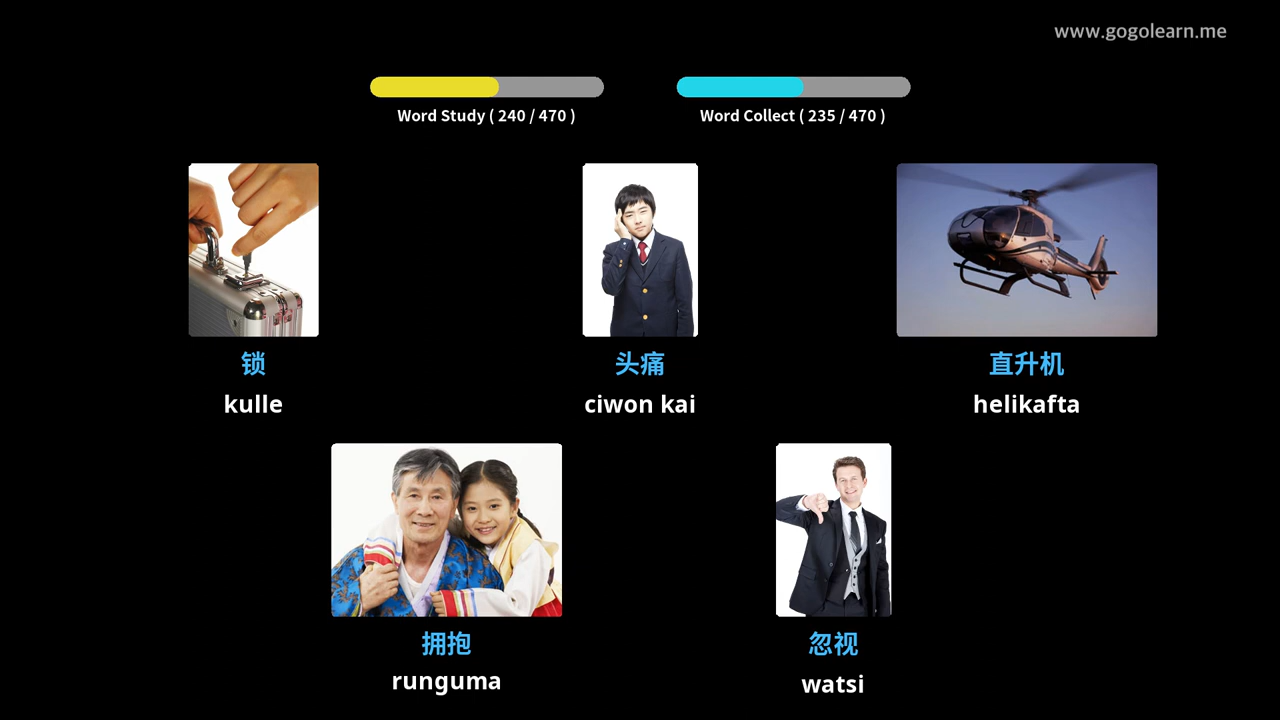 www.gogolearn.me
Word Study ( 240 / 470 )
Word Collect ( 235 / 470 )
锁
kulle
头痛
ciwon kai
直升机
helikafta
拥抱
runguma
忽视
watsi